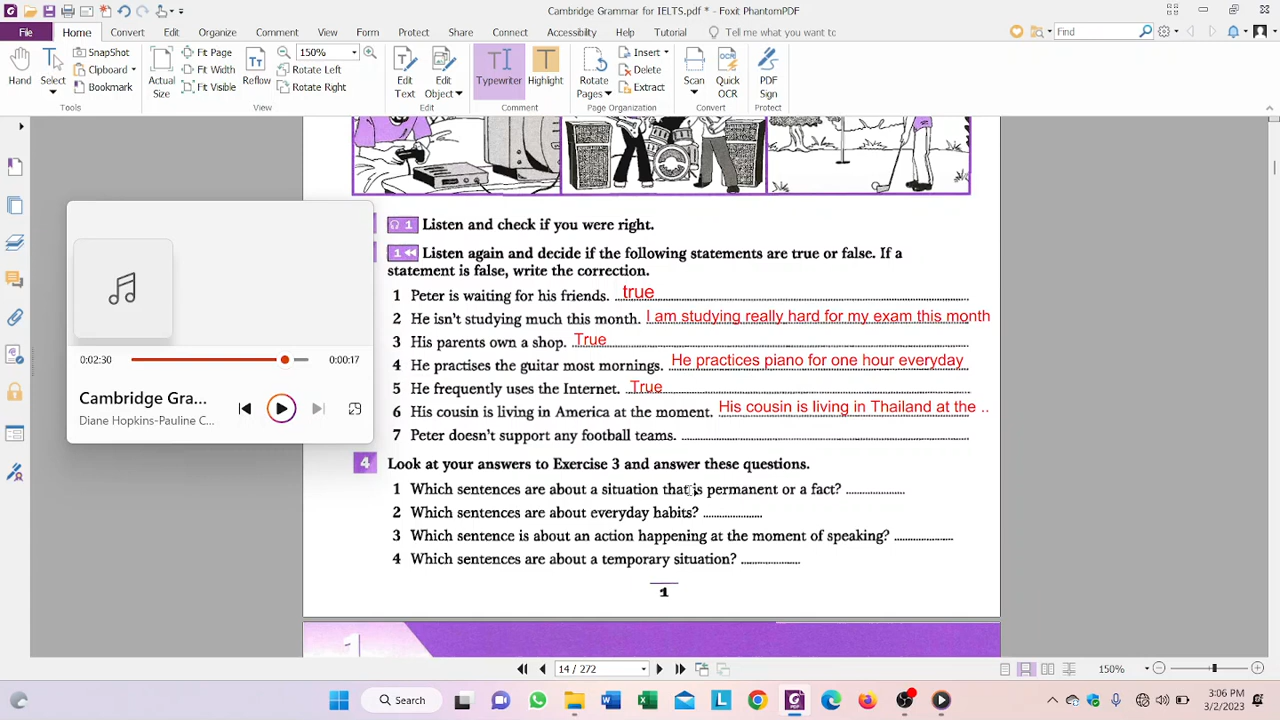 Cambridge Grammar for IELTS.pdf * - Foxit PhantomPDF
File Home Convert Edit Organize Comment View Form Protect Share Connect Accessibility Help Tutorial Tell me what you want to Find
SnapShot Clipboard Bookmark
Hand Select
Tools
Actual Size Fit Page Fit Width Fit Visible Reflow 150% Rotate Left Rotate Right
View
Edit Text Edit Object
Edit
Typewriter Highlight
Comment
Rotate Pages Insert Delete Extract
Page Organization
Scan Quick OCR
Convert
PDF Sign
Protect
1 Listen and check if you were right.
1 Listen again and decide if the following statements are true or false. If a
statement is false, write the correction.
1 Peter is waiting for his friends. true
2 He isn't studying much this month. I am studying really hard for my exam this month
3 His parents own a shop. True
4 He practises the guitar most mornings. He practices piano for one hour everyday
5 He frequently uses the Internet. True
6 His cousin is living in America at the moment. His cousin is living in Thailand at the ..
7 Peter doesn't support any football teams.
0:02:30 0:00:17
Cambridge Gra...
4 Look at your answers to Exercise 3 and answer these questions.
1 Which sentences are about a situation that is permanent or a fact?
2 Which sentences are about everyday habits?
3 Which sentence is about an action happening at the moment of speaking?
4 Which sentences are about a temporary situation?
1
1
14 / 272 150%
Search
3:06 PM
3/2/2023